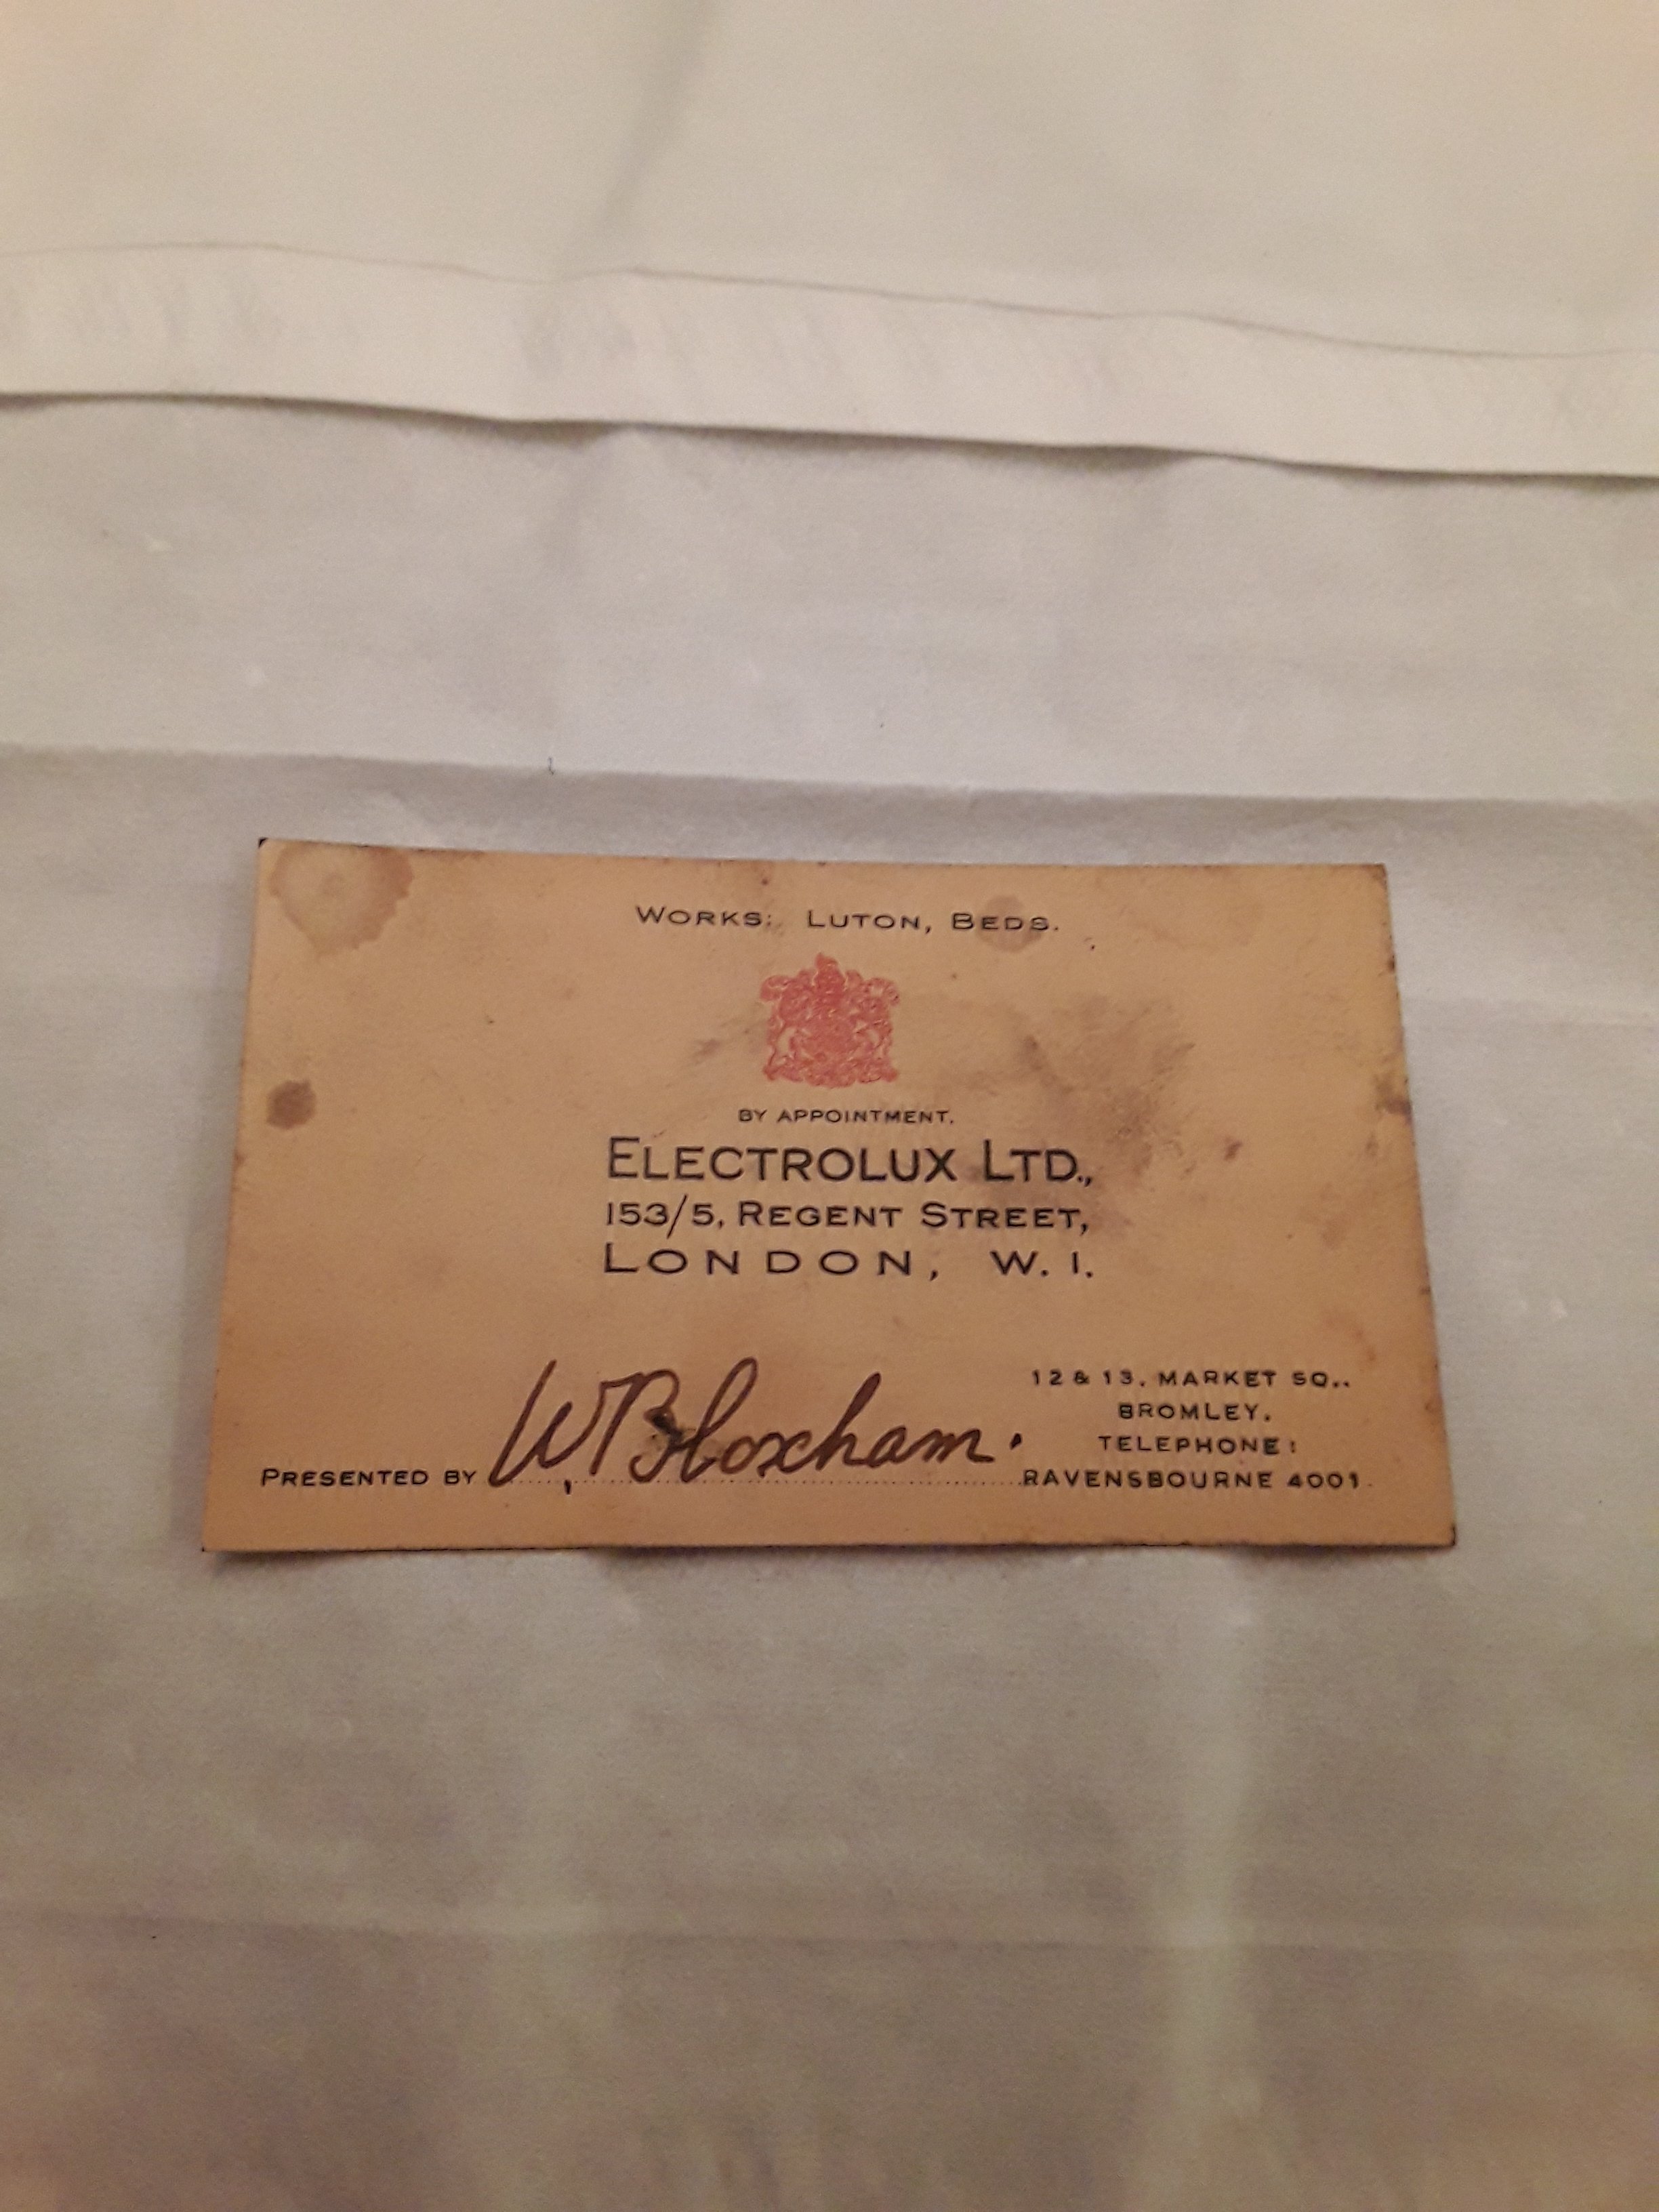 WORKS: LUTON, BEDS.
BY APPOINTMENT.
ELECTROLUX LTD.,
153/5, REGENT STREET,
LONDON, W. 1.
12 & 13, MARKET SQ.,
BROMLEY.
TELEPHONE:
RAVENSBOURNE 4001
PRESENTED BY W. Bloxham.